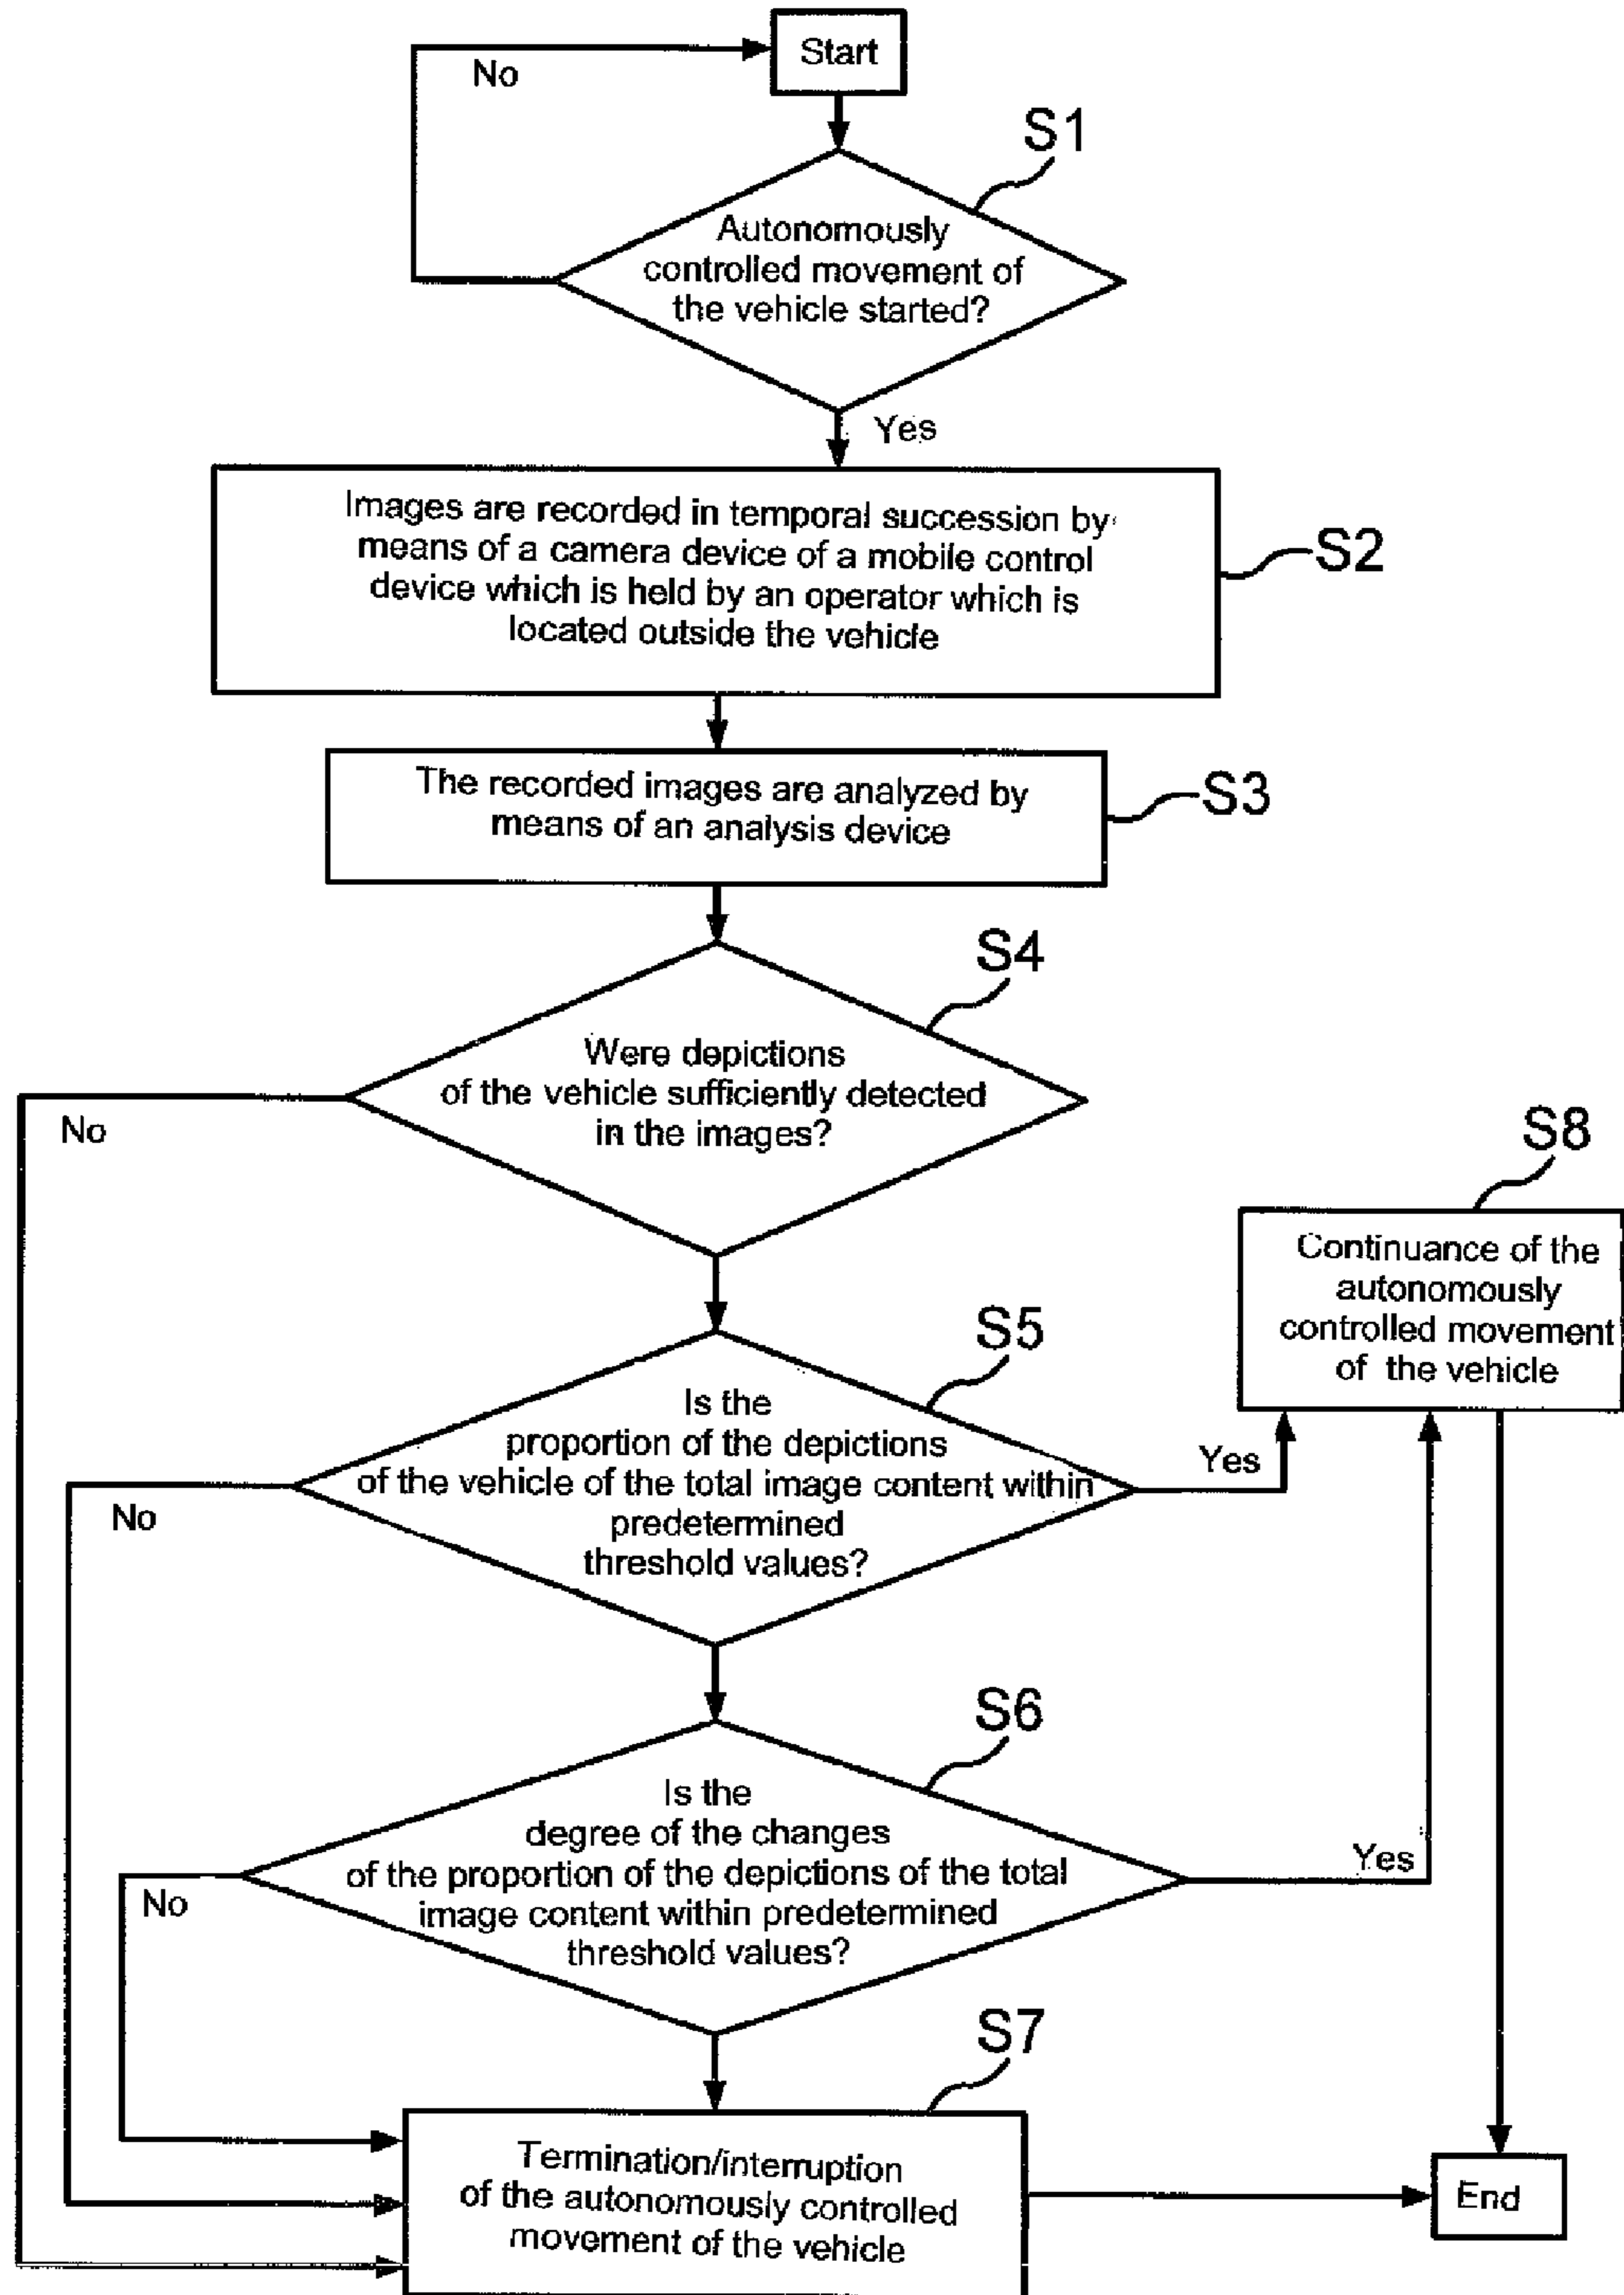 Start
No
S1
Autonomously
controlled movement of
the vehicle started?
Yes
Images are recorded in temporal succession by
means of a camera device of a mobile control
device which is held by an operator which is
located outside the vehicle
S2
The recorded images are analyzed by
means of an analysis device
S3
S4
Were depictions
of the vehicle sufficiently detected
in the images?
No
S8
Continuance of the
autonomously
controlled movement
of the vehicle
S5
Is the
proportion of the depictions
of the vehicle of the total image content within
predetermined
threshold values?
Yes
No
S6
Is the
degree of the changes
of the proportion of the depictions of the total
image content within predetermined
threshold values?
Yes
No
S7
Termination/interruption
of the autonomously controlled
movement of the vehicle
End